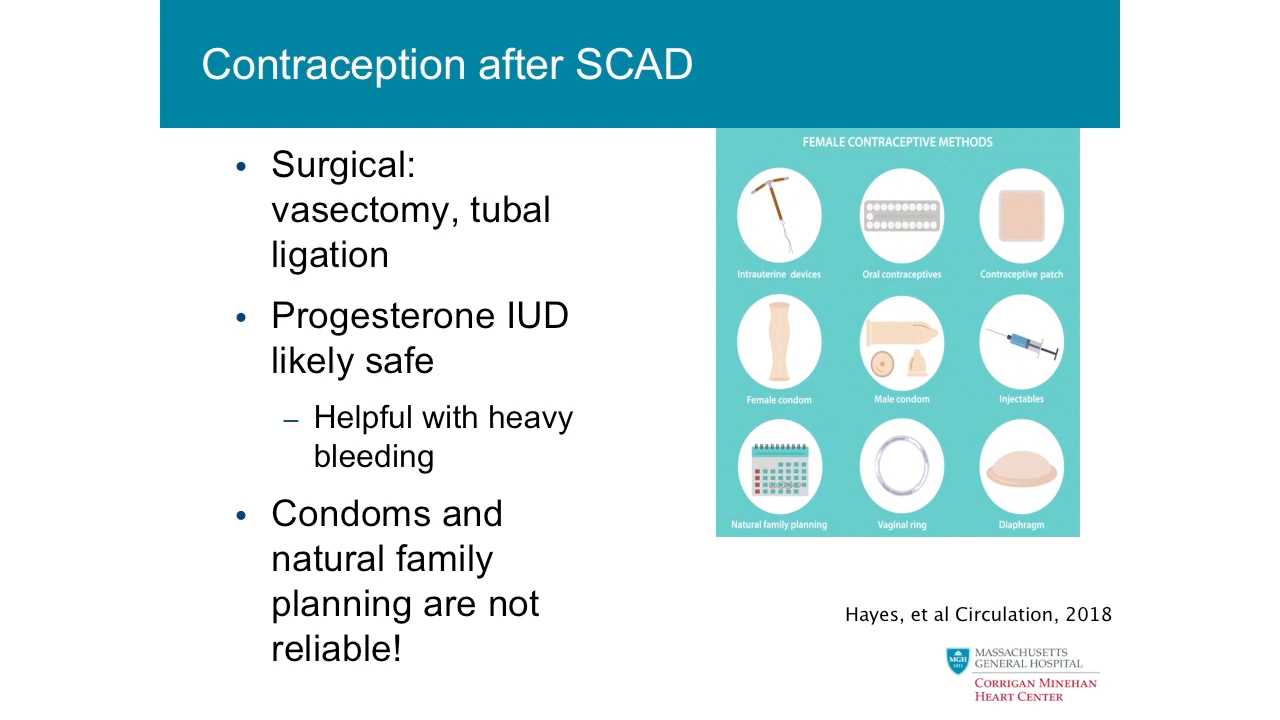 Contraception after SCAD
• Surgical:
vasectomy, tubal
ligation
• Progesterone IUD
likely safe
– Helpful with heavy
bleeding
• Condoms and
natural family
planning are not
reliable!
FEMALE CONTRACEPTIVE METHODS
Intrauterine devices
Oral contraceptives
Contraceptive patch
Female condom
Male condom
Injectables
Natural family planning
Vaginal ring
Diaphragm
Hayes, et al Circulation, 2018
MGH
1811
MASSACHUSETTS
GENERAL HOSPITAL
CORRIGAN MINEHAN
HEART CENTER